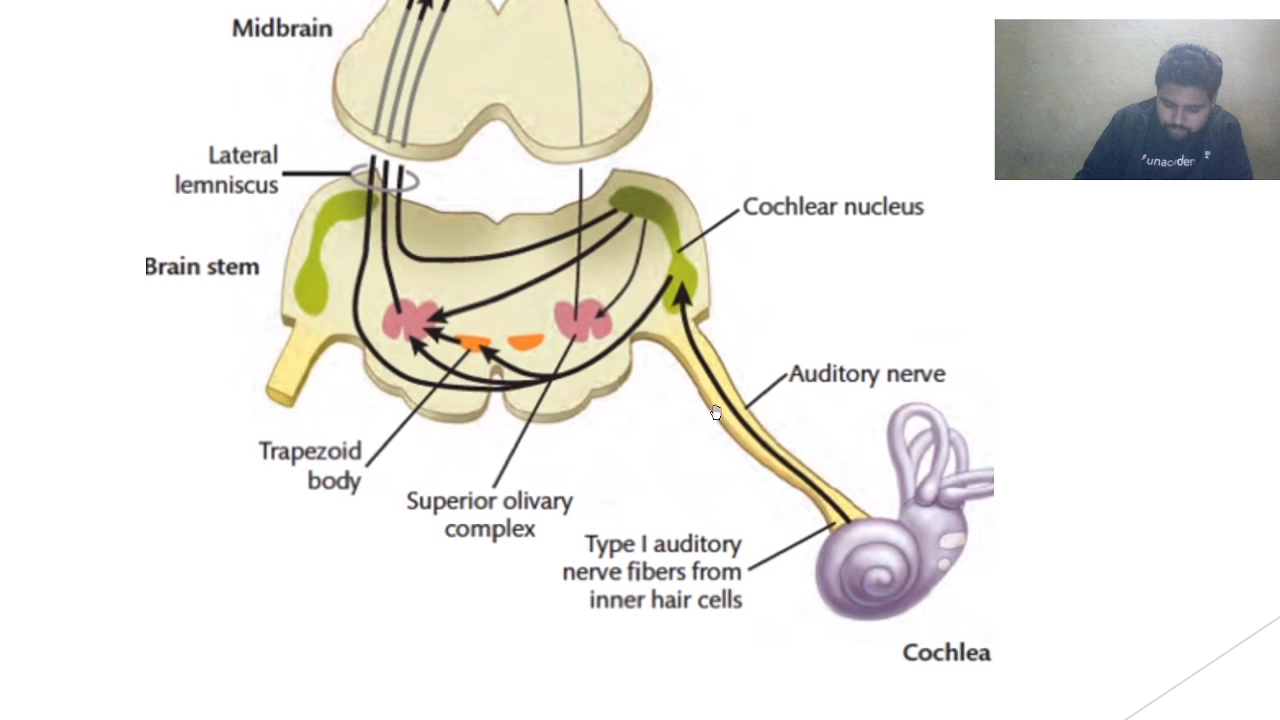 Midbrain
Lateral
lemniscus
Cochlear nucleus
Brain stem
Auditory nerve
Trapezoid
body
Superior olivary
complex
Type I auditory
nerve fibers from
inner hair cells
Cochlea